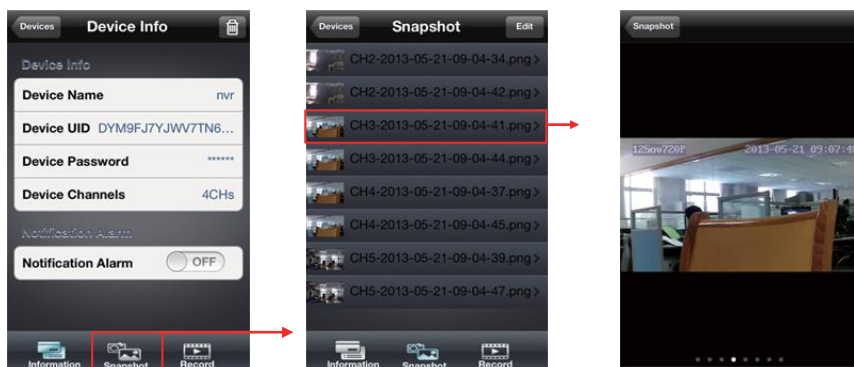 Devices Device Info
Device Info
Device Name nvr
Device UID DYM9FJ7YJWV7TN6...
Device Password ******
Device Channels 4CHs
Notification Alarm
Notification Alarm OFF
Information Snapshot Record
Devices Snapshot Edit
CH2-2013-05-21-09-04-34.png
CH2-2013-05-21-09-04-42.png
CH3-2013-05-21-09-04-41.png
CH3-2013-05-21-09-04-44.png
CH4-2013-05-21-09-04-37.png
CH4-2013-05-21-09-04-45.png
CH5-2013-05-21-09-04-39.png
CH5-2013-05-21-09-04-47.png
Information Snapshot Record
Snapshot
125ov720P 2013-05-21 09:07:48